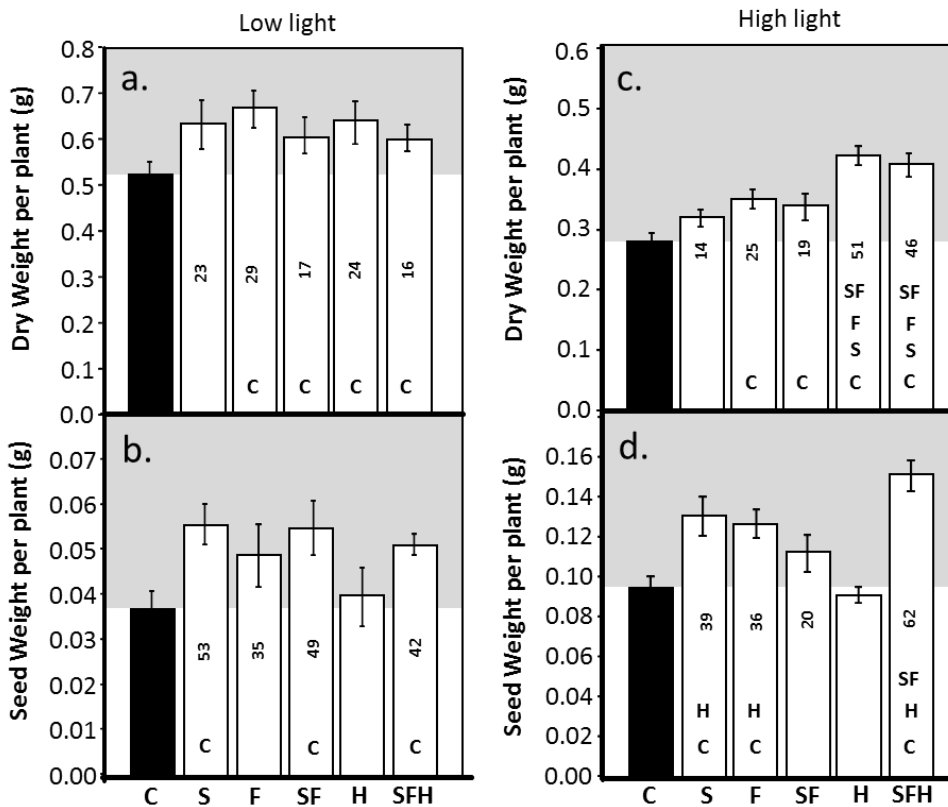 Low light
High light
Dry Weight per plant (g)
0.8
0.7
0.6
0.5
0.4
0.3
0.2
0.1
0.0
a.
23
29
17
24
16
C
C
C
C
Dry Weight per plant (g)
0.6
0.5
0.4
0.3
0.2
0.1
0.0
c.
14
25
19
51
46
SF SF
F F
S S
C C C C
Seed Weight per plant (g)
0.07
0.06
0.05
0.04
0.03
0.02
0.01
0.00
b.
53
35
49
42
C
C
C
C S F SF H SFH
Seed Weight per plant (g)
0.16
0.14
0.12
0.10
0.08
0.06
0.04
0.02
0.00
d.
39
36
20
62
SF
H H H
C C C
C S F SF H SFH